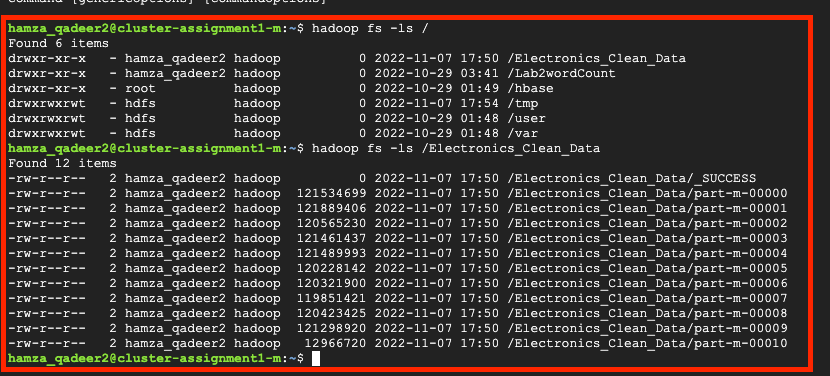 hamza_qadeer2@cluster-assignment1-m:~$ hadoop fs -ls /
Found 6 items
drwxr-xr-x   - hamza_qadeer2 hadoop          0 2022-11-07 17:50 /Electronics_Clean_Data
drwxr-xr-x   - hamza_qadeer2 hadoop          0 2022-10-29 03:41 /Lab2wordCount
drwxr-xr-x   - root          hadoop          0 2022-10-29 01:49 /hbase
drwxrwxrwt   - hdfs          hadoop          0 2022-11-07 17:54 /tmp
drwxrwxrwt   - hdfs          hadoop          0 2022-10-29 01:48 /user
drwxrwxrwt   - hdfs          hadoop          0 2022-10-29 01:48 /var
hamza_qadeer2@cluster-assignment1-m:~$ hadoop fs -ls /Electronics_Clean_Data
Found 12 items
-rw-r--r--   2 hamza_qadeer2 hadoop          0 2022-11-07 17:50 /Electronics_Clean_Data/_SUCCESS
-rw-r--r--   2 hamza_qadeer2 hadoop  121534699 2022-11-07 17:50 /Electronics_Clean_Data/part-m-00000
-rw-r--r--   2 hamza_qadeer2 hadoop  121889406 2022-11-07 17:50 /Electronics_Clean_Data/part-m-00001
-rw-r--r--   2 hamza_qadeer2 hadoop  120565230 2022-11-07 17:50 /Electronics_Clean_Data/part-m-00002
-rw-r--r--   2 hamza_qadeer2 hadoop  121461437 2022-11-07 17:50 /Electronics_Clean_Data/part-m-00003
-rw-r--r--   2 hamza_qadeer2 hadoop  121489993 2022-11-07 17:50 /Electronics_Clean_Data/part-m-00004
-rw-r--r--   2 hamza_qadeer2 hadoop  120228142 2022-11-07 17:50 /Electronics_Clean_Data/part-m-00005
-rw-r--r--   2 hamza_qadeer2 hadoop  120321900 2022-11-07 17:50 /Electronics_Clean_Data/part-m-00006
-rw-r--r--   2 hamza_qadeer2 hadoop  119851421 2022-11-07 17:50 /Electronics_Clean_Data/part-m-00007
-rw-r--r--   2 hamza_qadeer2 hadoop  120423425 2022-11-07 17:50 /Electronics_Clean_Data/part-m-00008
-rw-r--r--   2 hamza_qadeer2 hadoop  121298920 2022-11-07 17:50 /Electronics_Clean_Data/part-m-00009
-rw-r--r--   2 hamza_qadeer2 hadoop   12966720 2022-11-07 17:50 /Electronics_Clean_Data/part-m-00010
hamza_qadeer2@cluster-assignment1-m:~$